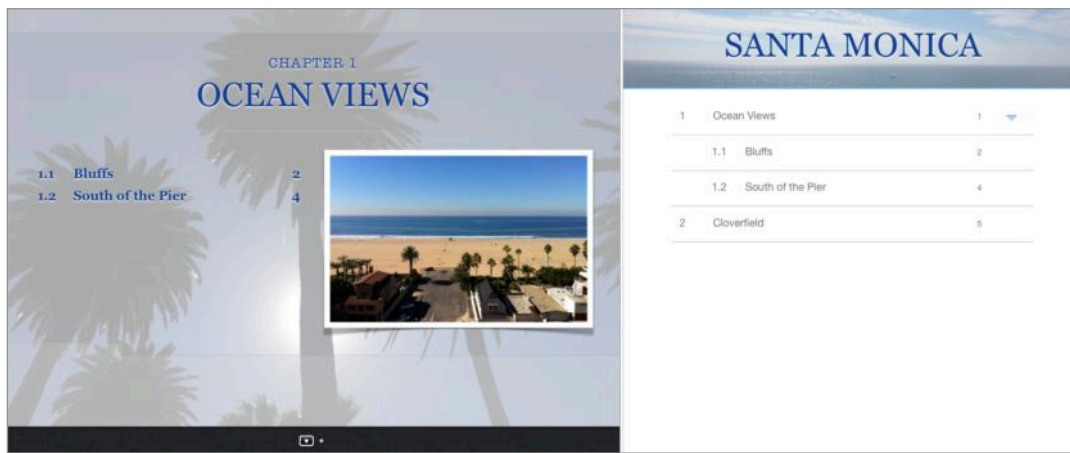 CHAPTER 1
OCEAN VIEWS
1.1 Bluffs 2
1.2 South of the Pier 4
SANTA MONICA
1 Ocean Views 1
1.1 Bluffs 2
1.2 South of the Pier 4
2 Cloverfield 5